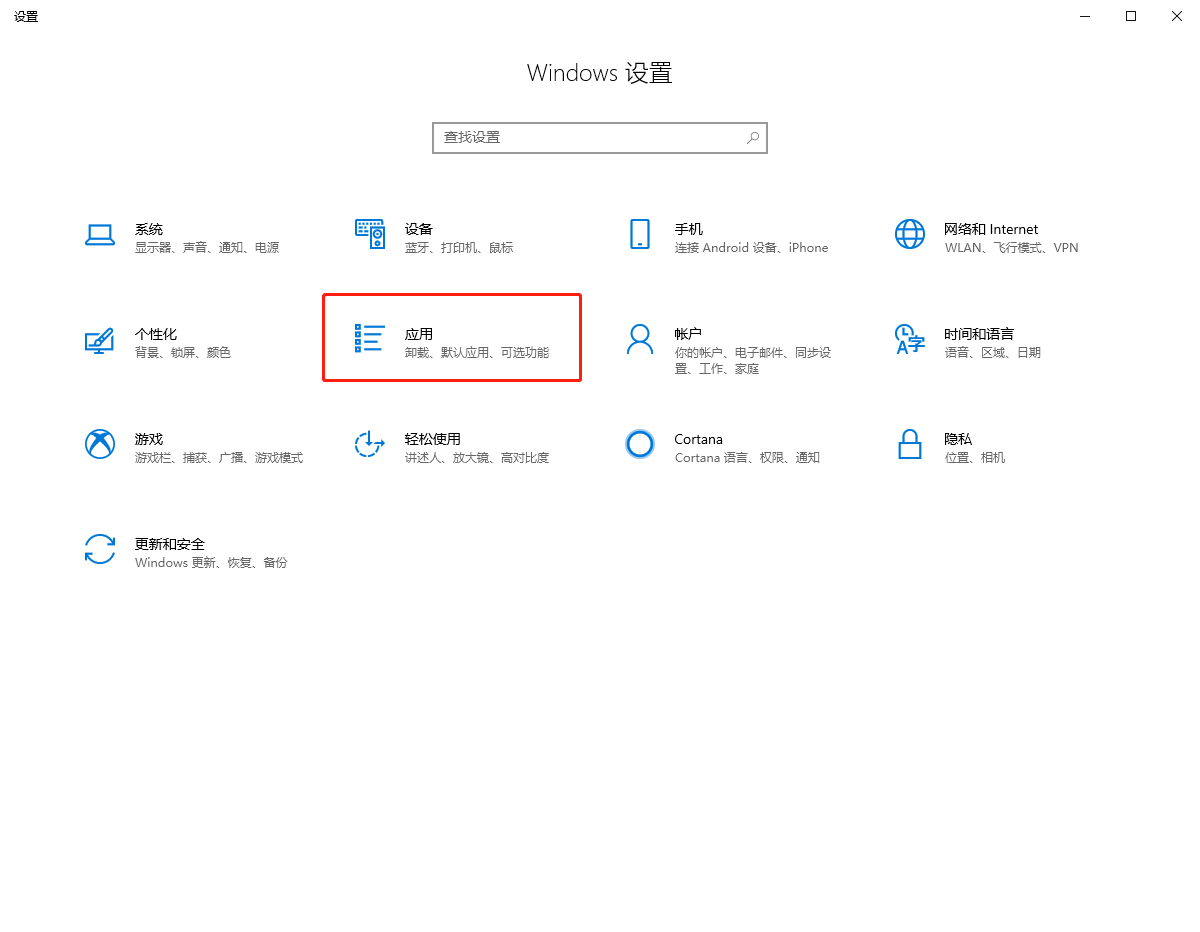 设置
Windows 设置
查找设置
系统
显示器、声音、通知、电源
设备
蓝牙、打印机、鼠标
手机
连接 Android 设备、iPhone
网络和 Internet
WLAN、飞行模式、VPN
个性化
背景、锁屏、颜色
应用
卸载、默认应用、可选功能
帐户
你的帐户、电子邮件、同步设
置、工作、家庭
时间和语言
语音、区域、日期
游戏
游戏栏、捕获、广播、游戏模式
轻松使用
讲述人、放大镜、高对比度
Cortana
Cortana 语言、权限、通知
隐私
位置、相机
更新和安全
Windows 更新、恢复、备份